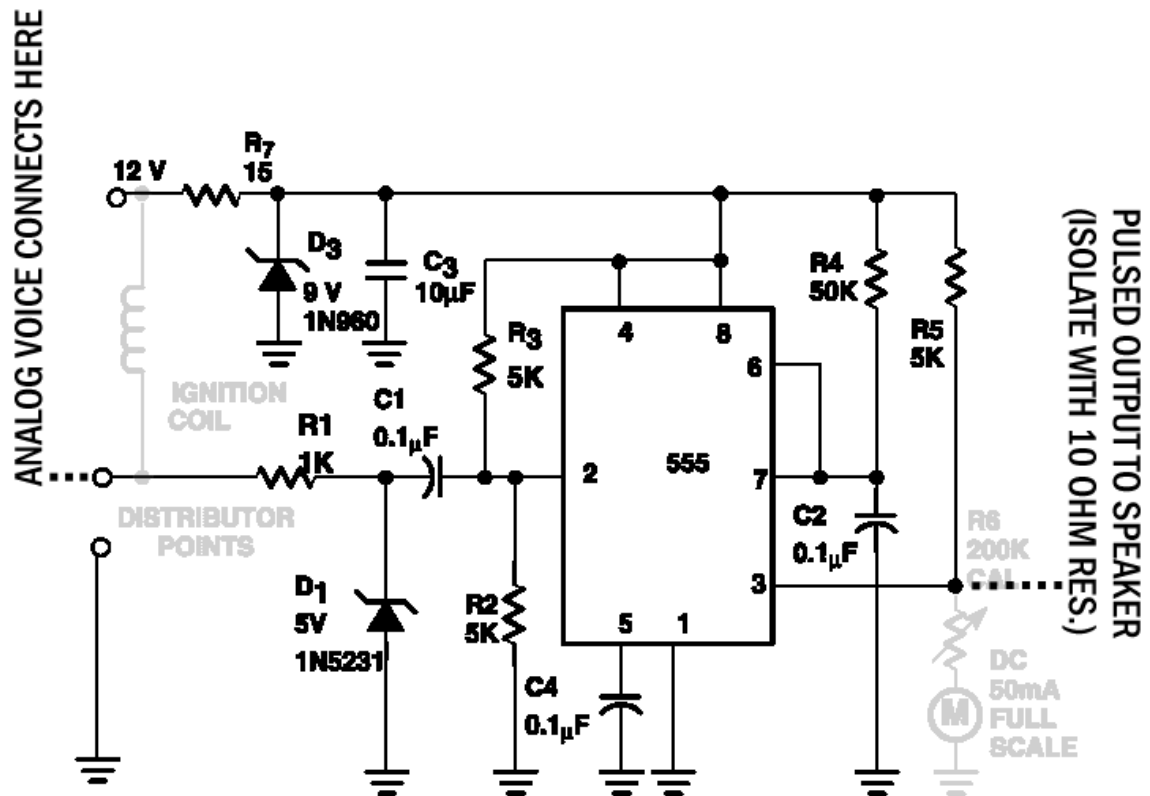 ANALOG VOICE CONNECTS HERE
12 V
R7
15
D3
9 V
1N960
C3
10µF
R3
5K
4
8
6
R4
50K
R5
5K
IGNITION
COIL
C1
0.1µF
R1
1K
2
555
7
DISTRIBUTOR
POINTS
C2
0.1µF
R6
200K
CAL
3
D1
5V
1N5231
R2
5K
5
1
C4
0.1µF
DC
50mA
FULL
SCALE
M
PULSED OUTPUT TO SPEAKER
(ISOLATE WITH 10 OHM RES.)